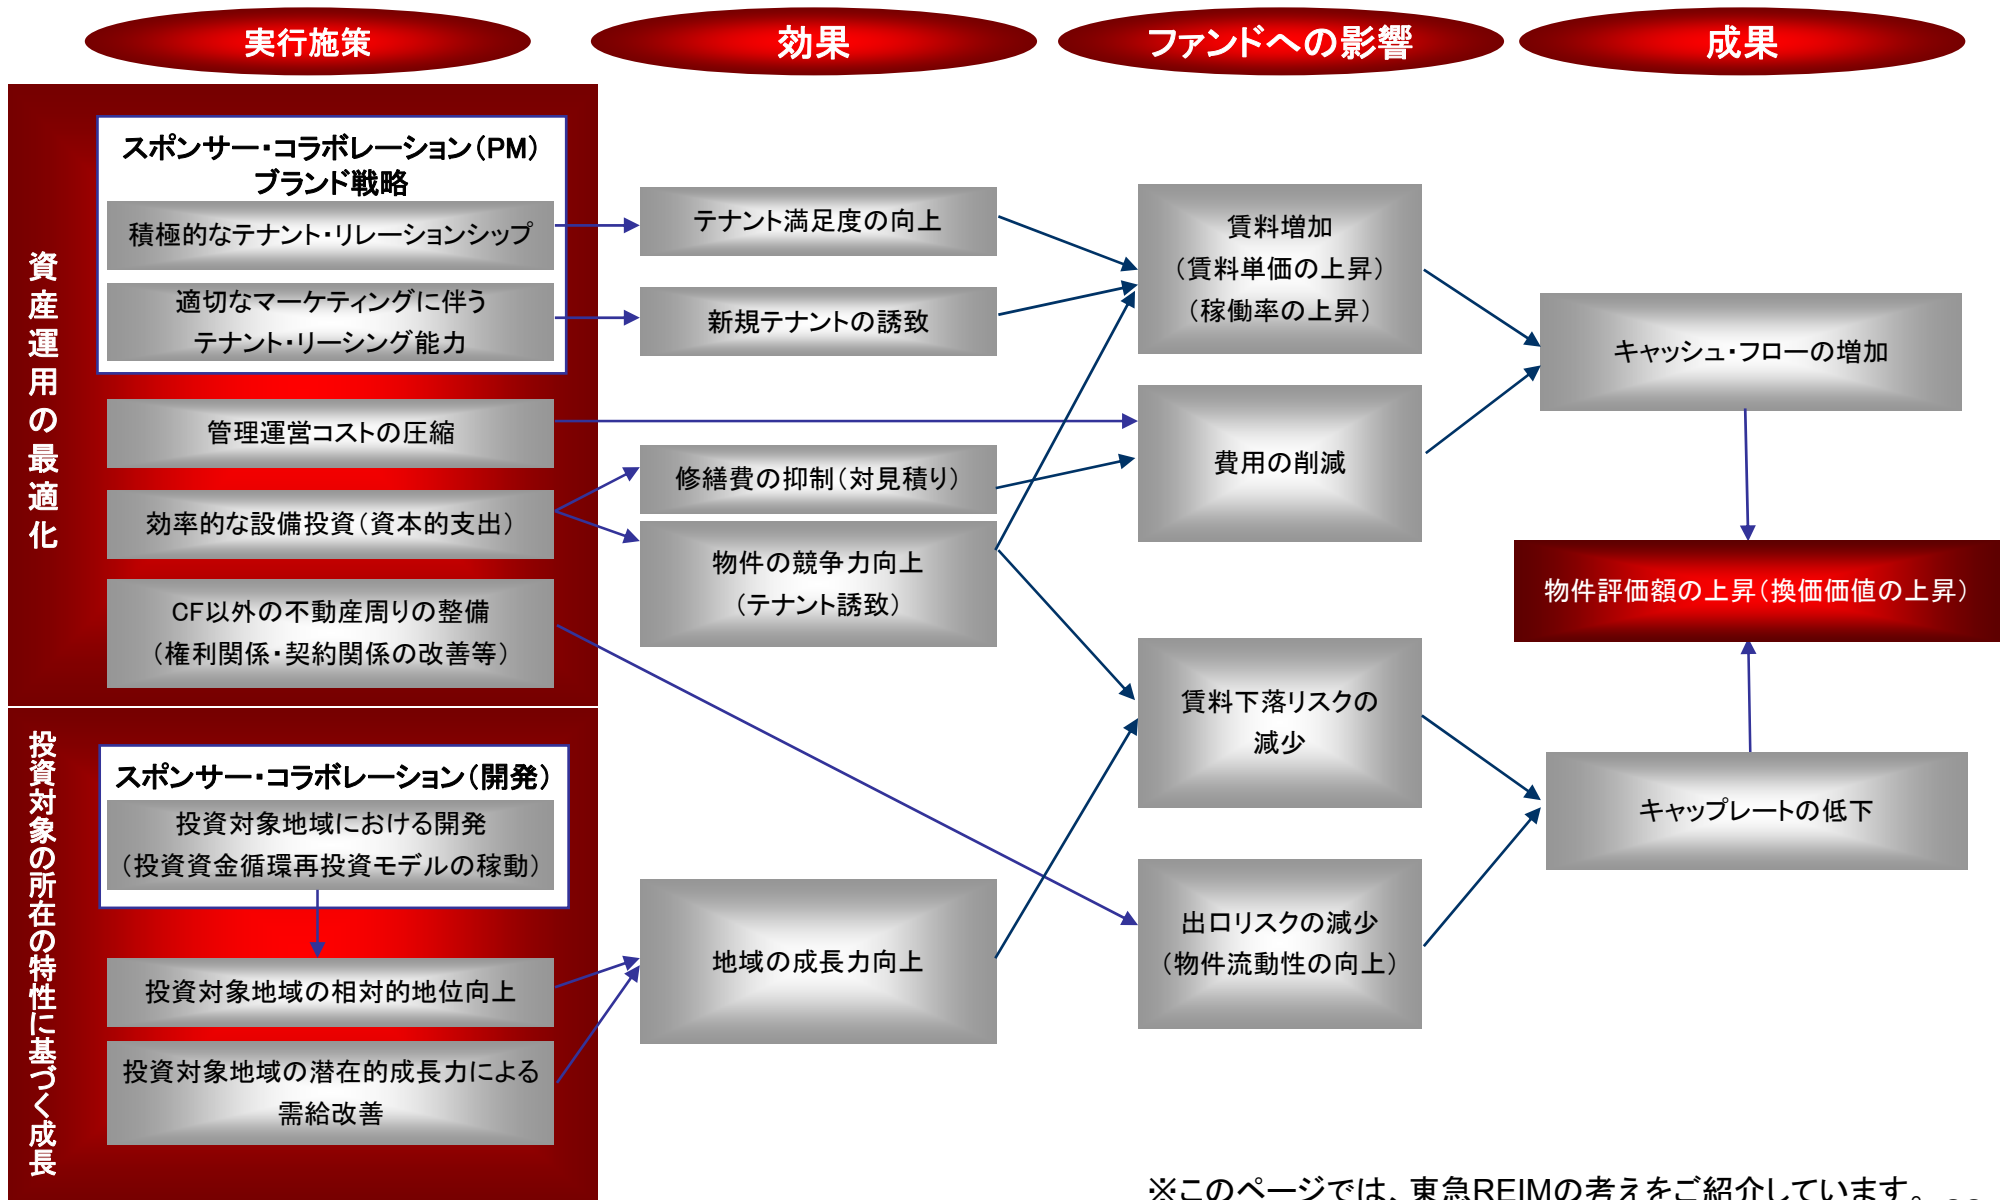 実行施策
効果
ファンドへの影響
成果
資産運用の最適化
スポンサー・コラボレーション（PM）
ブランド戦略
積極的なテナント・リレーションシップ
適切なマーケティングに伴う
テナント・リーシング能力
管理運営コストの圧縮
効率的な設備投資（資本的支出）
CF以外の不動産周りの整備
（権利関係・契約関係の改善等）
投資対象の所在の特性に基づく成長
スポンサー・コラボレーション（開発）
投資対象地域における開発
（投資資金循環再投資モデルの稼動）
投資対象地域の相対的地位向上
投資対象地域の潜在的成長力による
需給改善
テナント満足度の向上
新規テナントの誘致
修繕費の抑制（対見積り）
物件の競争力向上
（テナント誘致）
地域の成長力向上
賃料増加
（賃料単価の上昇）
（稼働率の上昇）
費用の削減
賃料下落リスクの
減少
出口リスクの減少
（物件流動性の向上）
キャッシュ・フローの増加
物件評価額の上昇（換価価値の上昇）
キャップレートの低下
※このページでは、東急REIMの考えをご紹介しています。